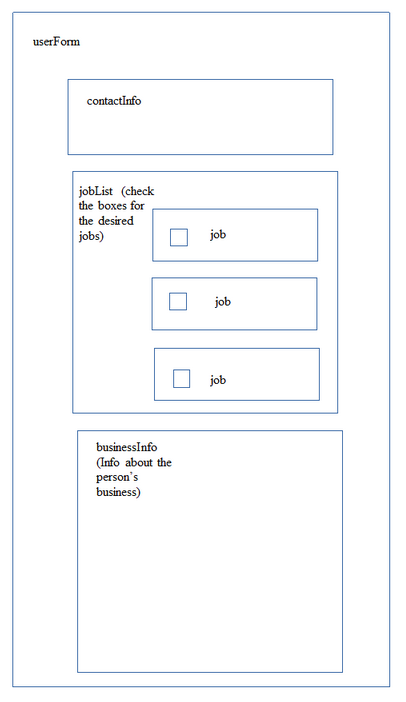 userForm
contactInfo
jobList (check
the boxes for
the desired
jobs)
job
job
job
businessInfo
(Info about the
person's
business)